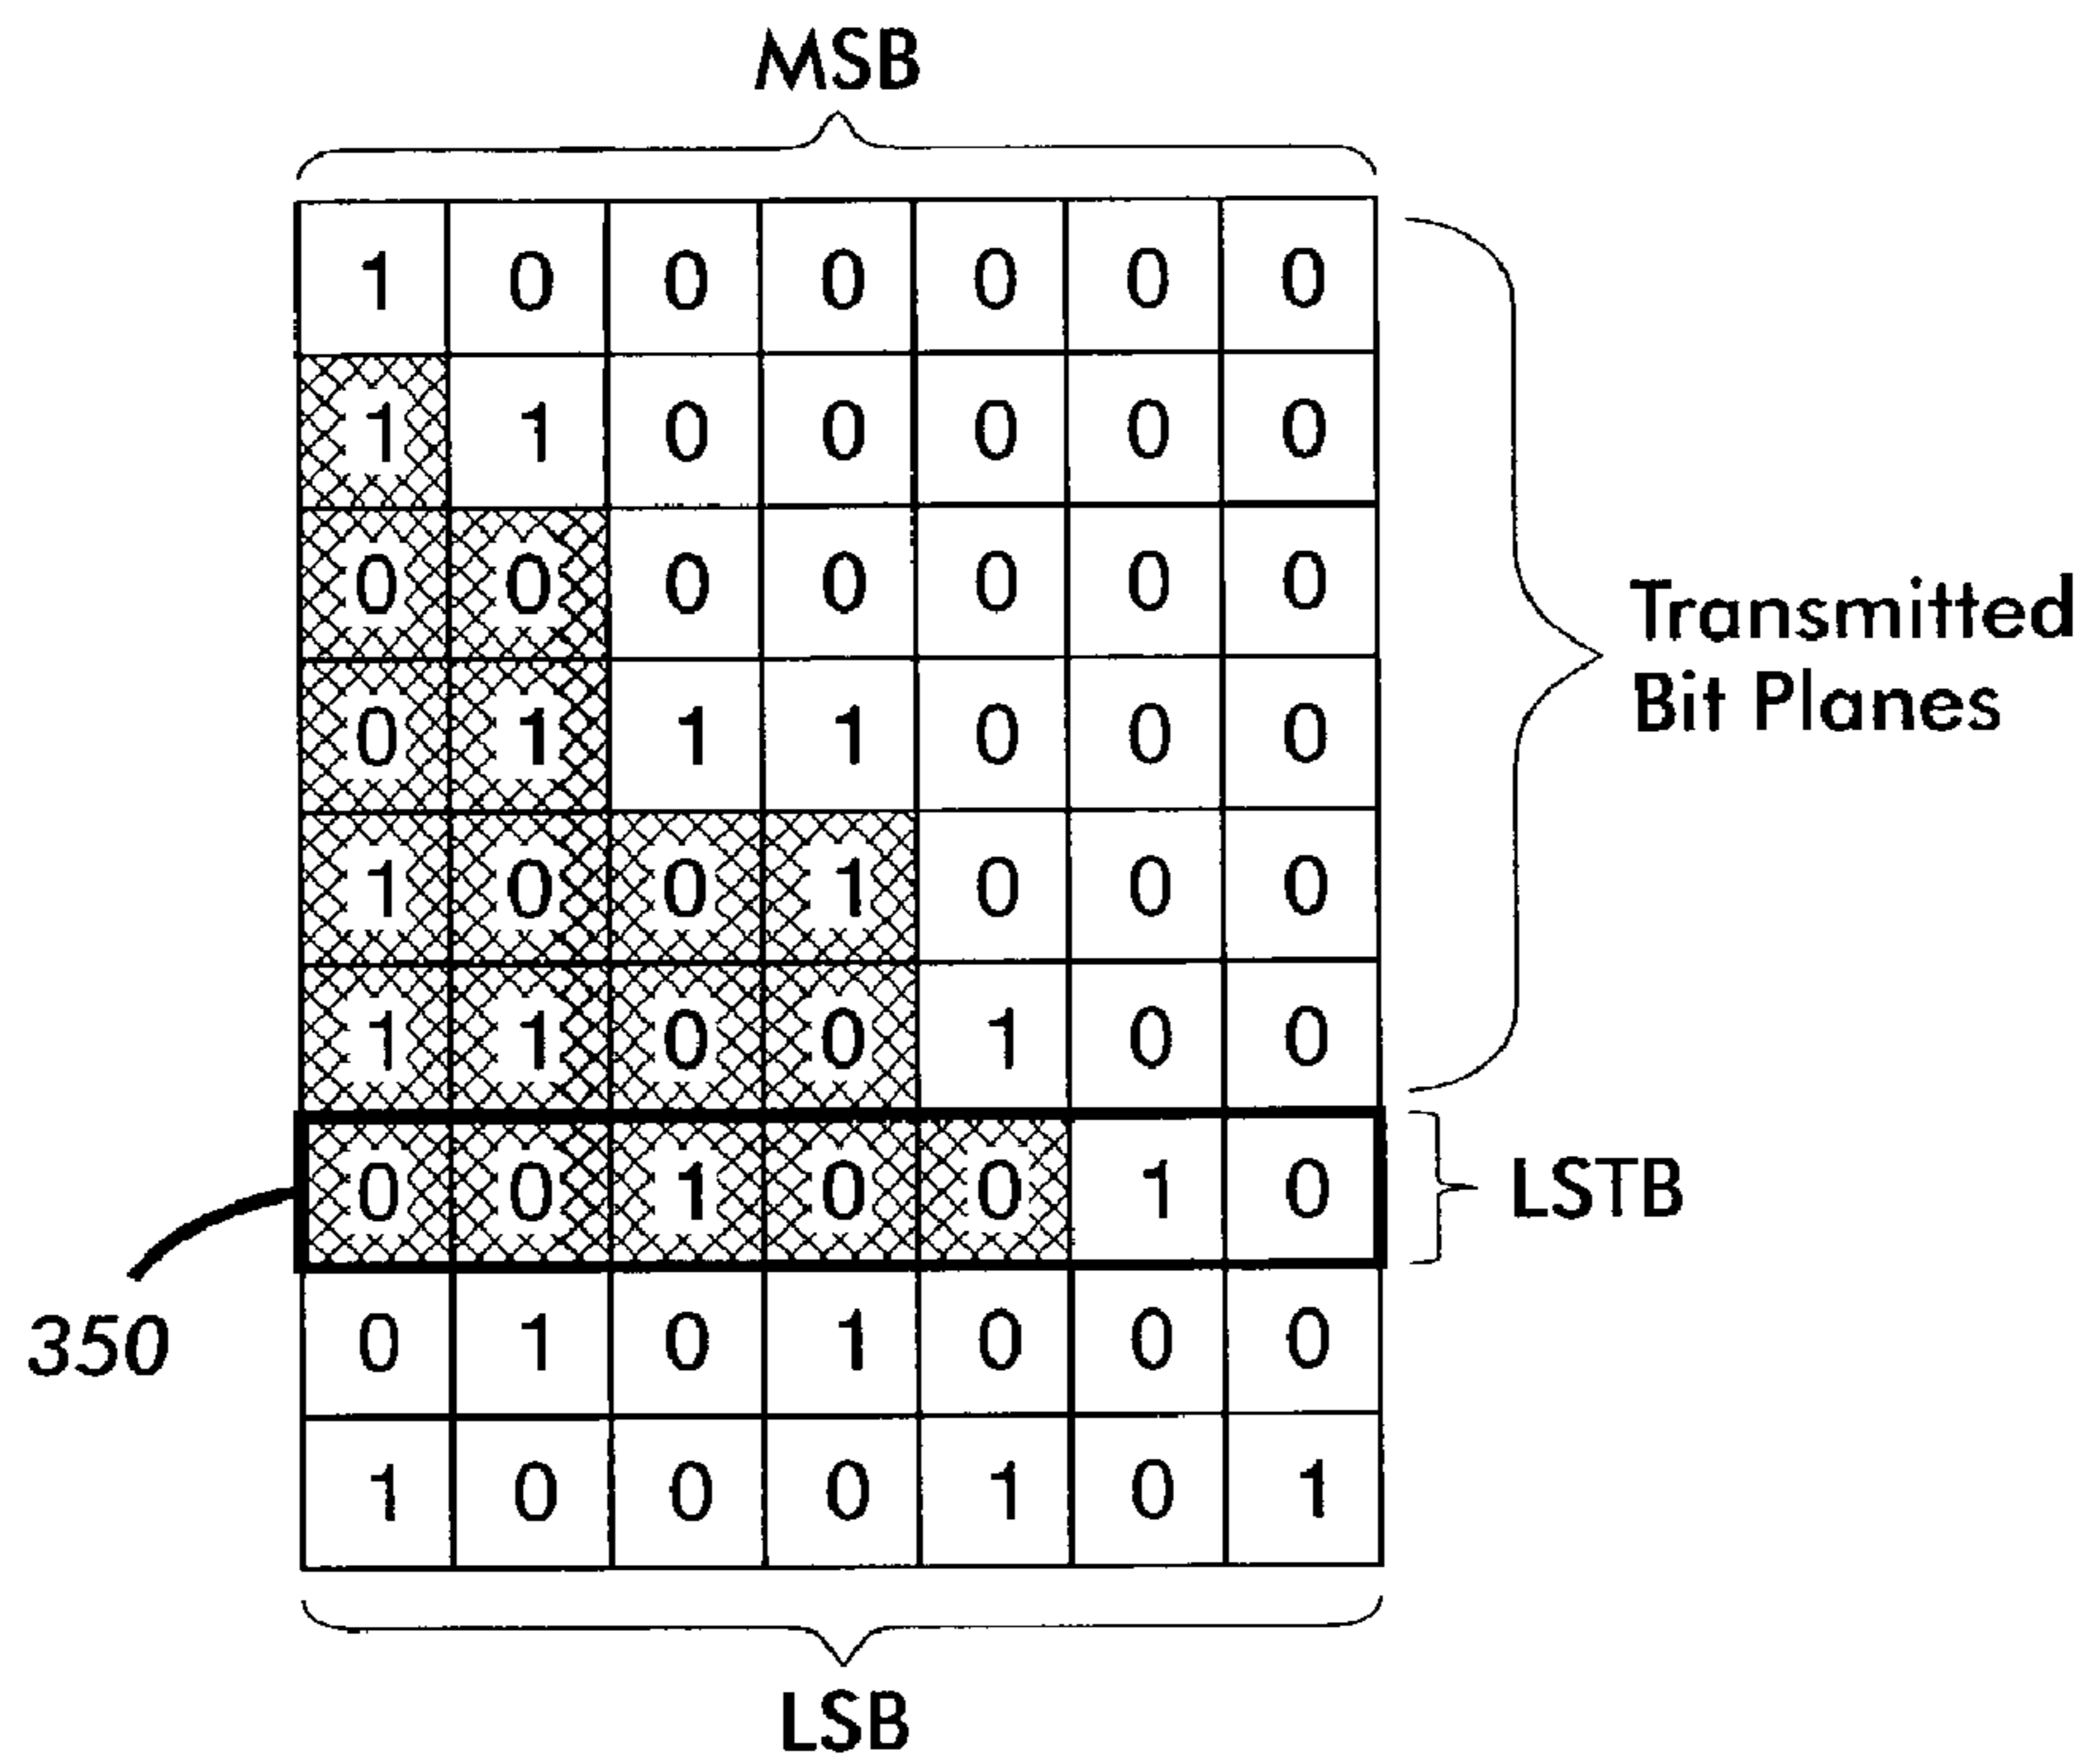 MSB
1 0 0 0 0 0 0
1 1 0 0 0 0 0
0 0 0 0 0 0 0
0 1 1 1 0 0 0
Transmitted
Bit Planes
1 0 0 1 0 0 0
1 1 0 0 1 0 0
0 0 1 0 0 1 0
LSTB
350
0 1 0 1 0 0 0
1 0 0 0 1 0 1
LSB